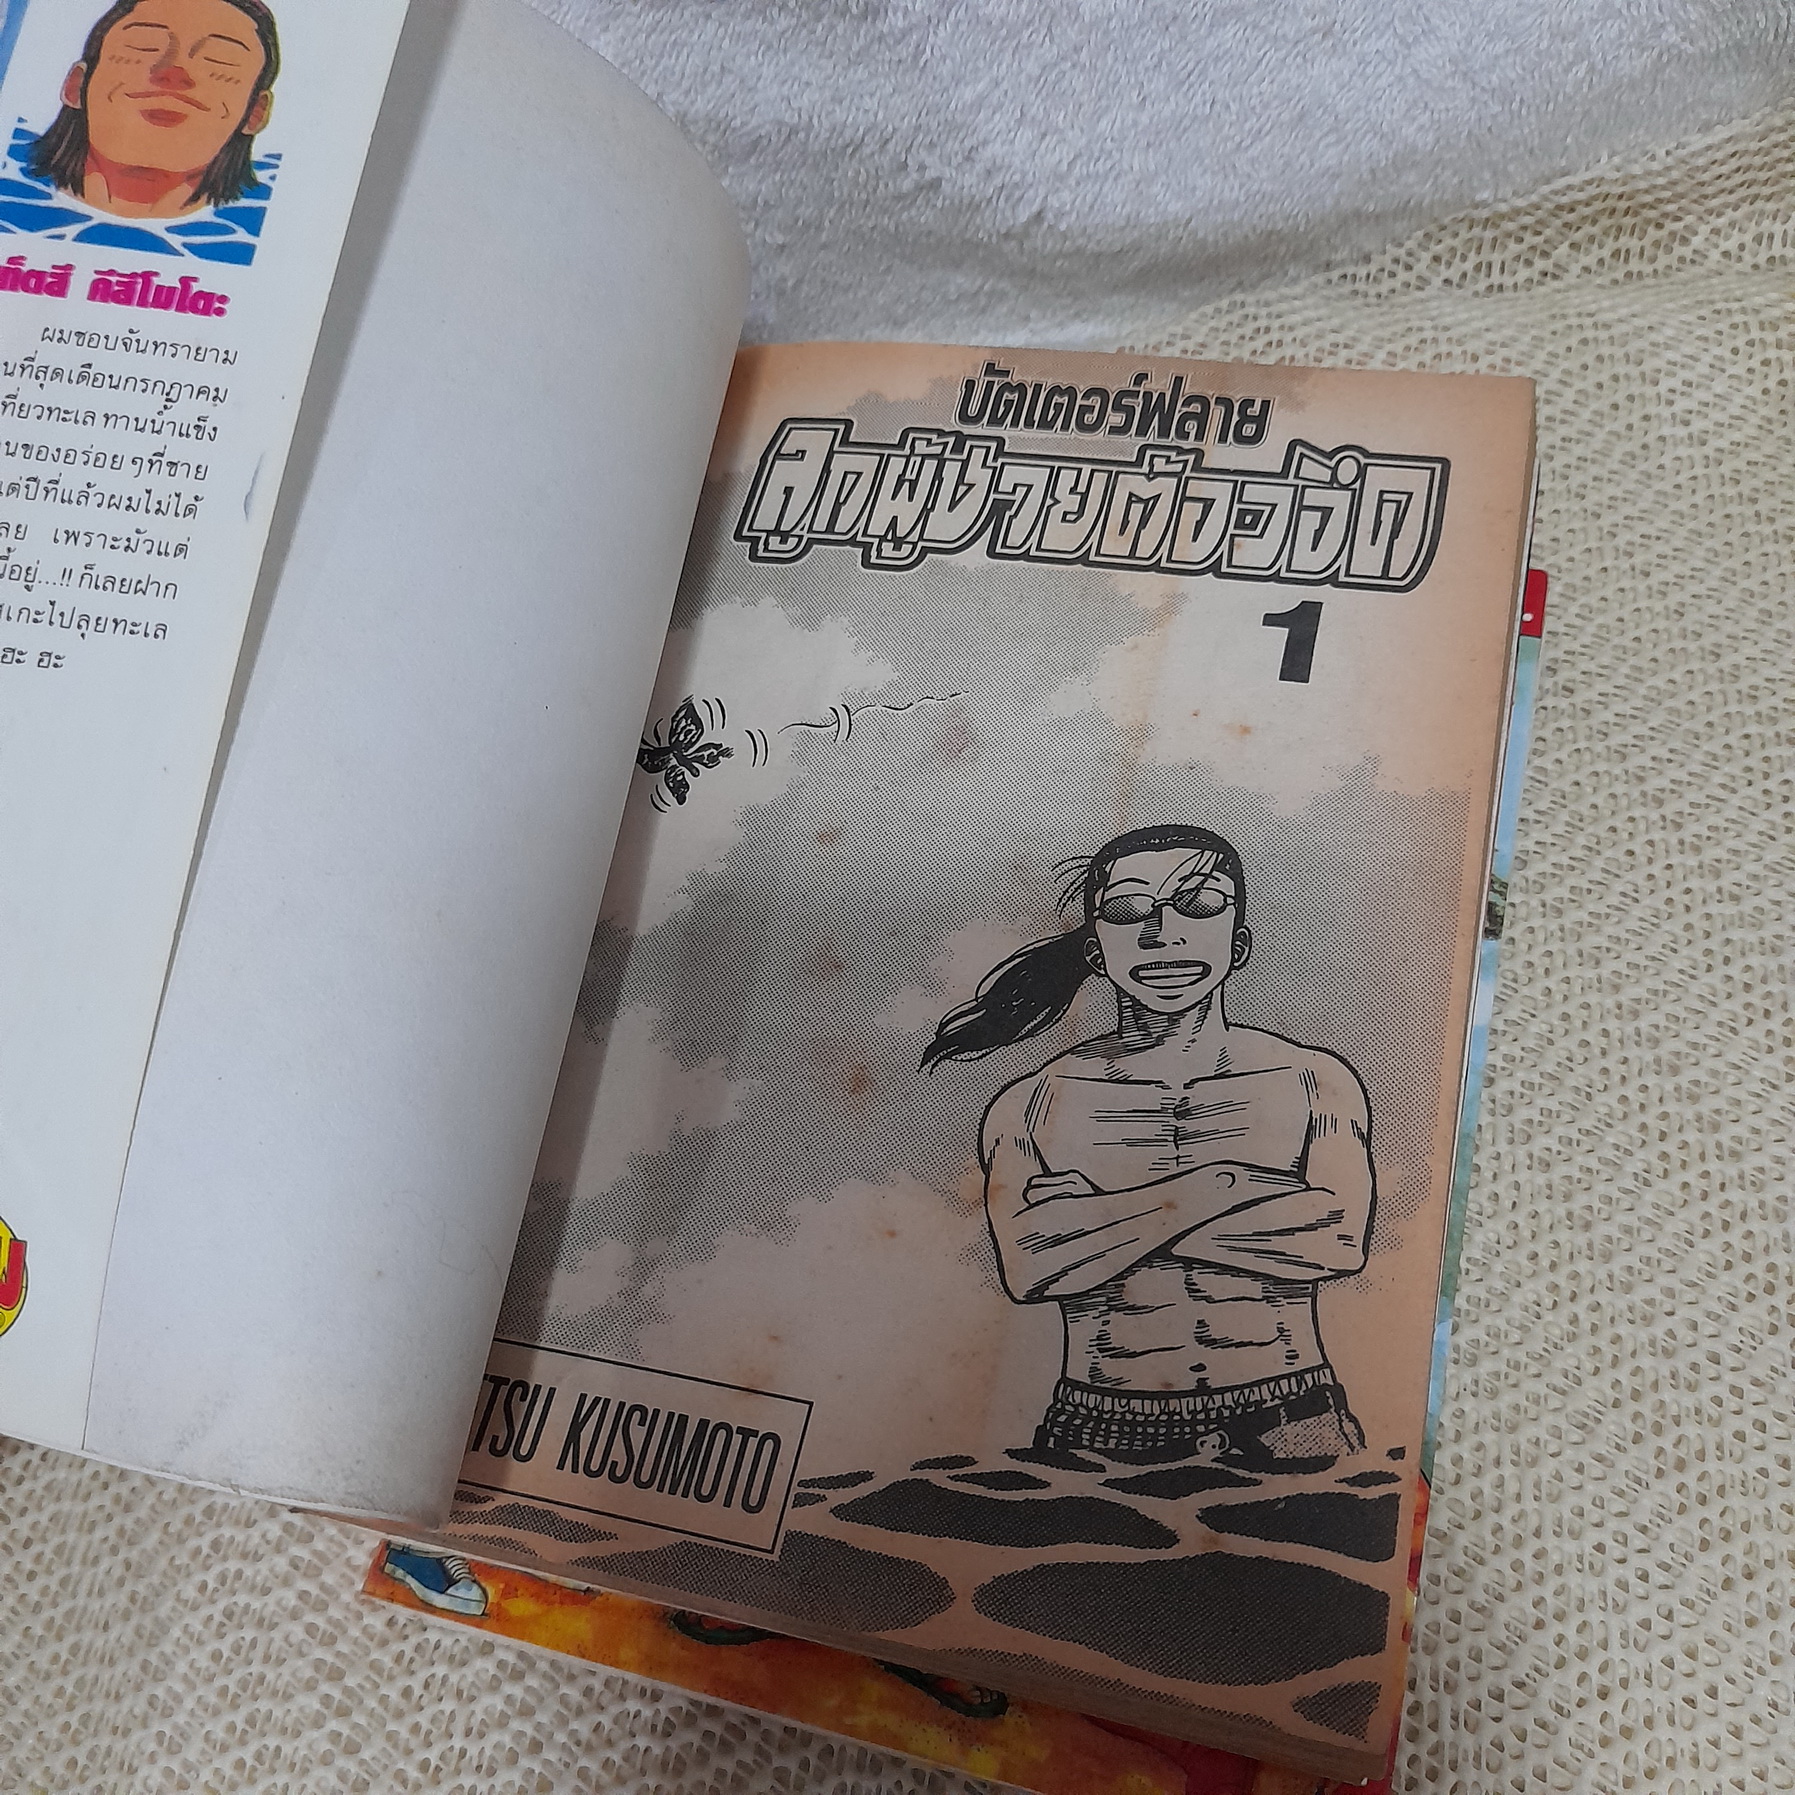 คีสีโมโตะ
ผมชอบจันทรายาม
นที่สุดเดือนกรกฎาคม
ที่ยวทะเล ทานน้ำแข็ง
นของอร่อยๆที่ชาย
แต่ปีที่แล้วผมไม่ได้
ลย เพราะมัวแต่
นี้อยู่...!! ก็เลยฝาก
เกะไปลุยทะเล
ฮะ ฮะ
บัตเตอร์ฟลาย
ลูกผู้ชายต้องวิด
1
TSU KUSUMOTO